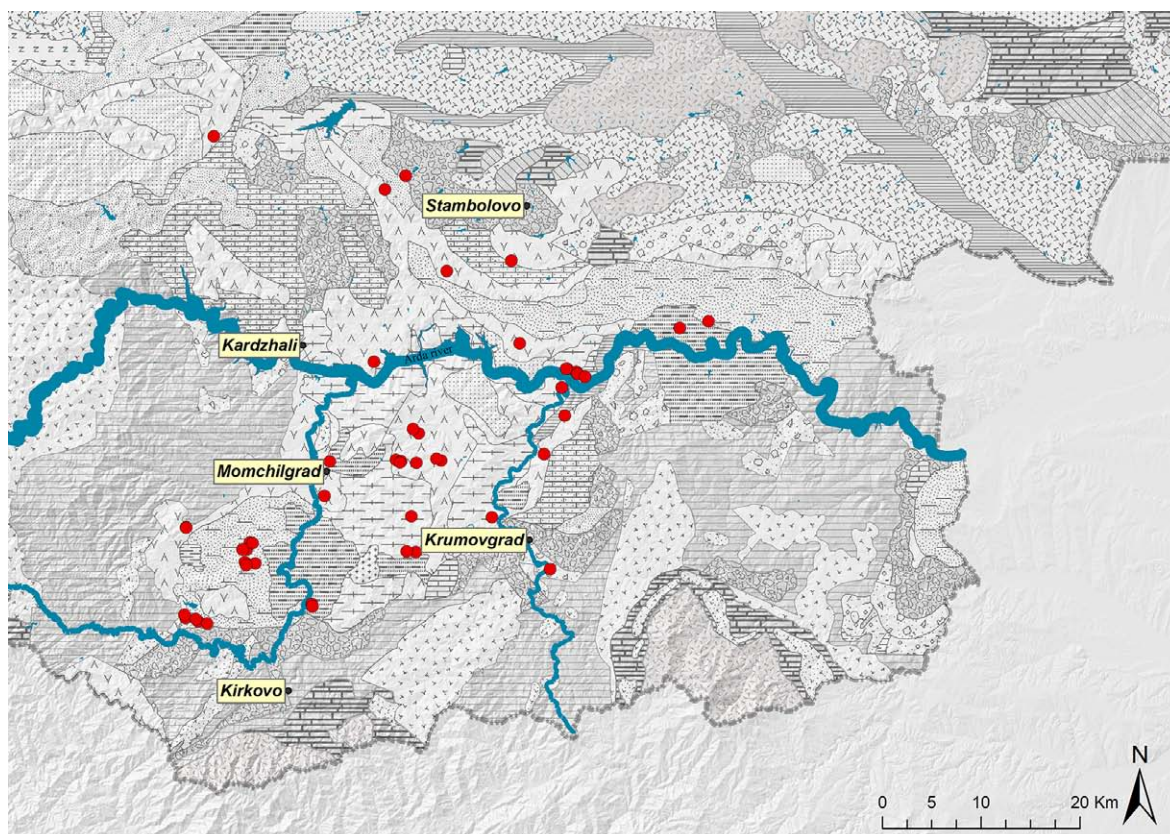 Stambolovo
Kardzhali
Arda river
Momchilgrad
Krumovgrad
Kirkovo
N
0 5 10 20 Km